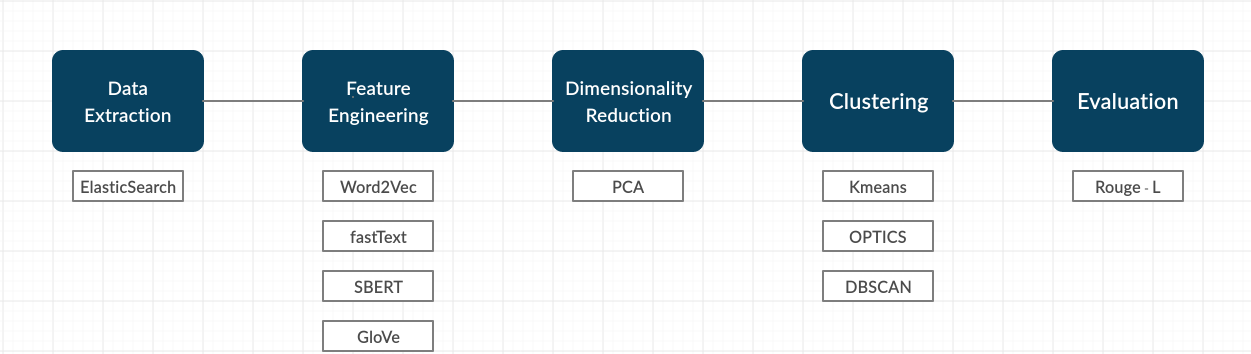 Data
Extraction
Feature
Engineering
Dimensionality
Reduction
Clustering
Evaluation
ElasticSearch
Word2Vec
PCA
Kmeans
Rouge - L
fastText
OPTICS
SBERT
DBSCAN
GloVe